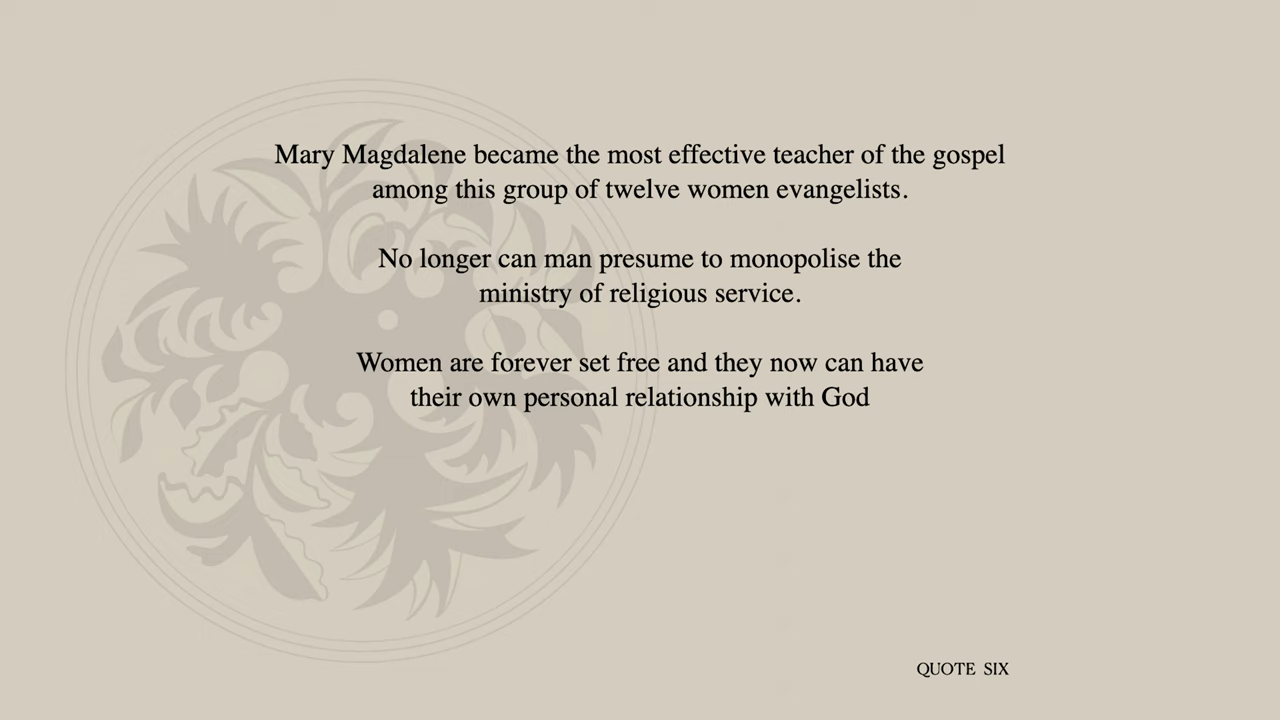 Mary Magdalene became the most effective teacher of the gospel
among this group of twelve women evangelists.
No longer can man presume to monopolise the
ministry of religious service.
Women are forever set free and they now can have
their own personal relationship with God
QUOTE SIX